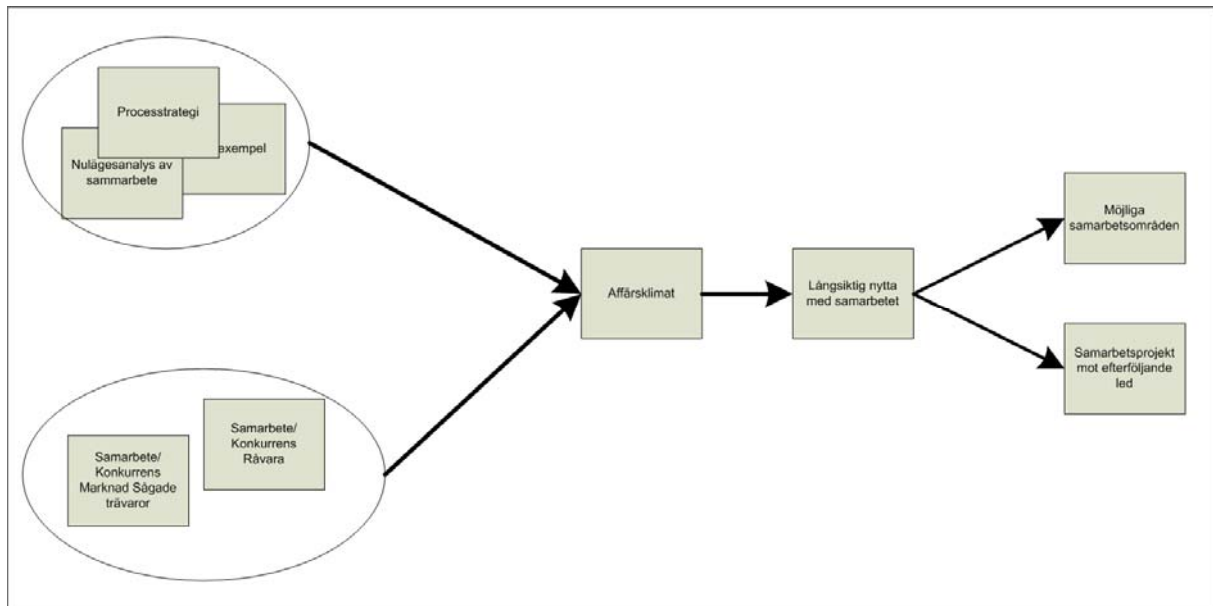 Processtrategi
exempel
Nulägesanalys av
sammarbete
Affärsklimat
Långsiktig nytta
med samarbetet
Möjliga
samarbetsområden
Samarbetsprojekt
mot efterföljande
led
Samarbete/
Konkurrens
Råvara
Samarbete/
Konkurrens
Marknad Sågade
trävaror